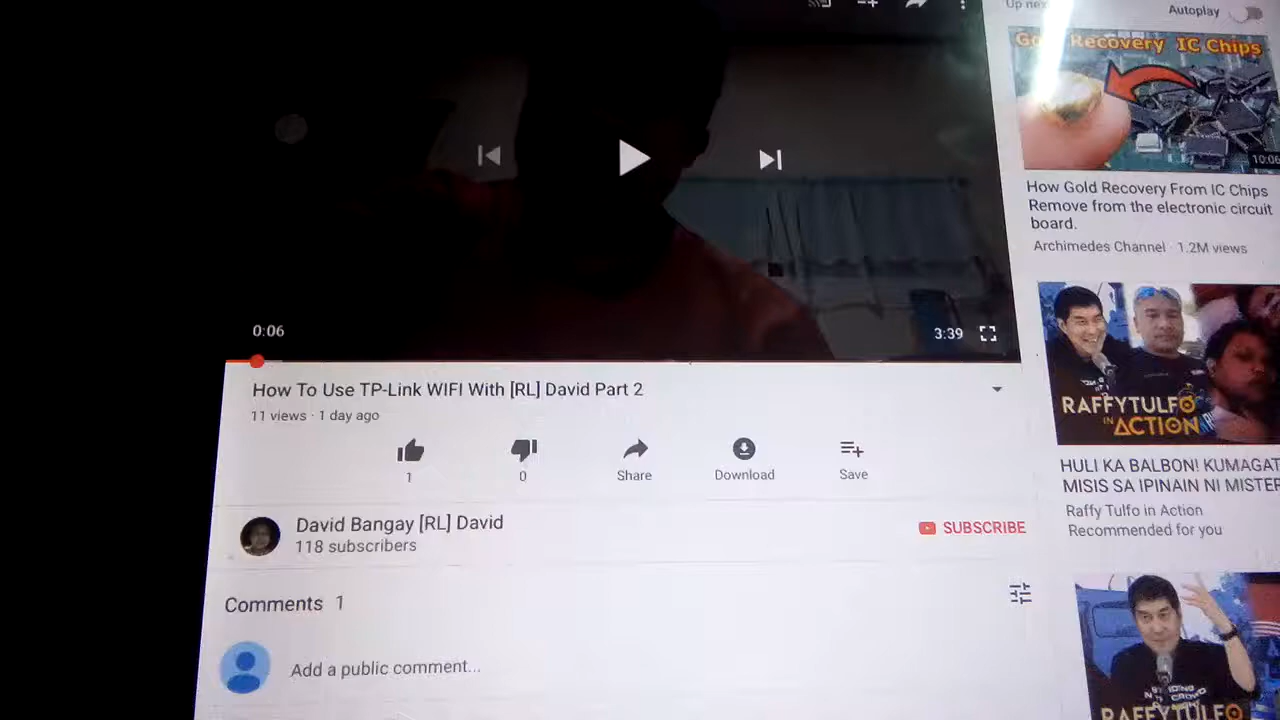 Up nex
Autoplay
Gold Recovery IC Chips
10:06
How Gold Recovery From IC Chips
Remove from the electronic circuit
board.
Archimedes Channel · 1.2M views
0:06
3:39
How To Use TP-Link WIFI With [RL] David Part 2
11 views · 1 day ago
1
0
Share
Download
Save
RAFFYTULFO
IN ACTION
HULI KA BALBON! KUMAGAT
MISIS SA IPINAIN NI MISTER
Raffy Tulfo in Action
Recommended for you
David Bangay [RL] David
118 subscribers
SUBSCRIBE
Comments 1
Add a public comment...
RAFFYTULFO